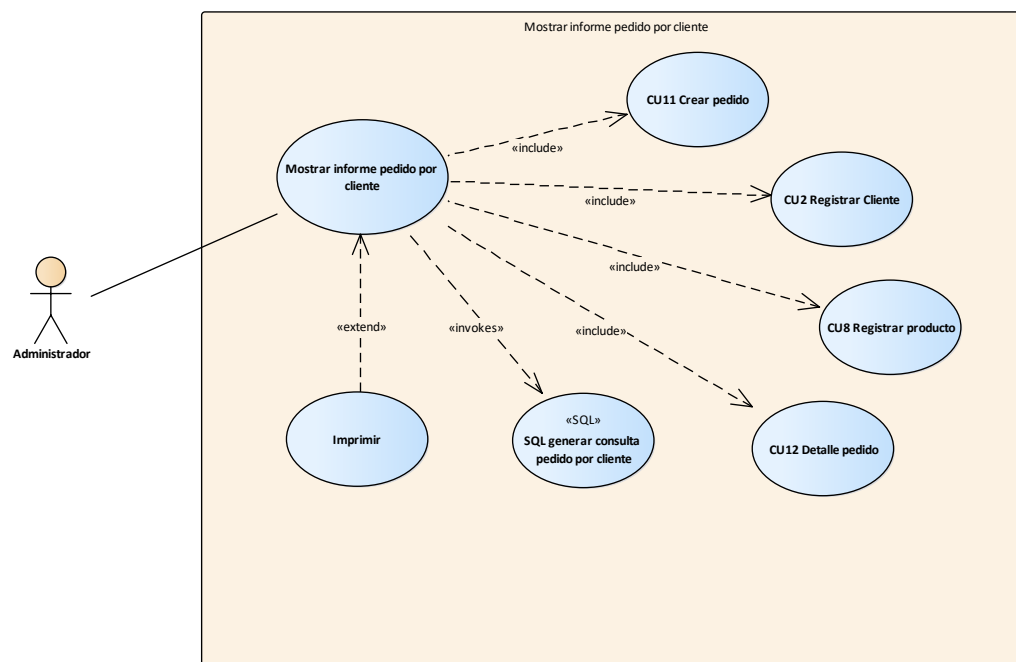 Mostrar informe pedido por cliente
CU11 Crear pedido
«include»
Mostrar informe pedido por
cliente
«include»
CU2 Registrar Cliente
«include»
CU8 Registrar producto
«extend»
«invokes»
«include»
Administrador
Imprimir
«SQL»
SQL generar consulta
pedido por cliente
CU12 Detalle pedido